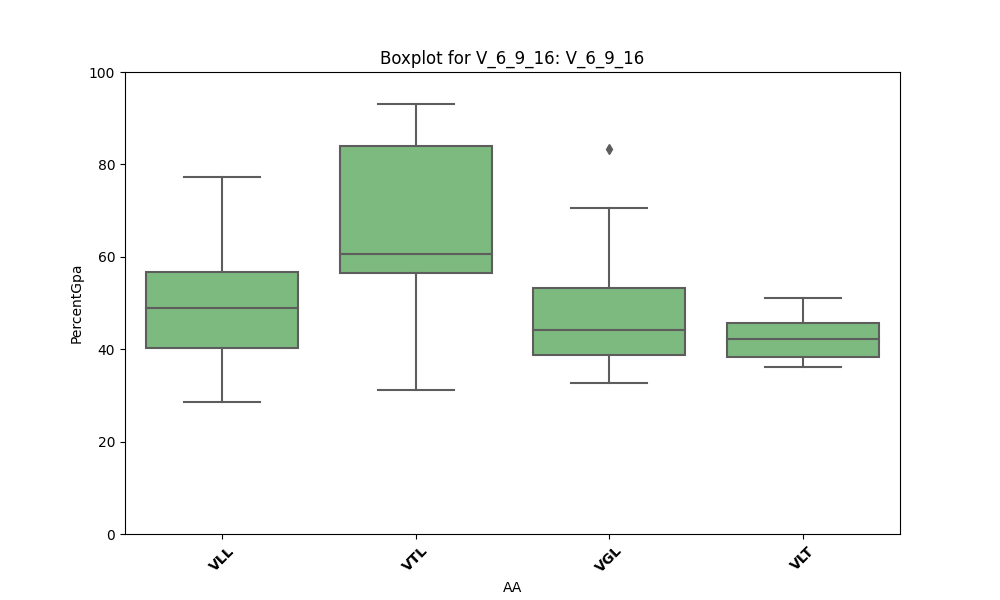 Boxplot for V_6_9_16: V_6_9_16
100
80
60
40
20
0
PercentGpa
VLL
VTL
VGL
VLT
AA